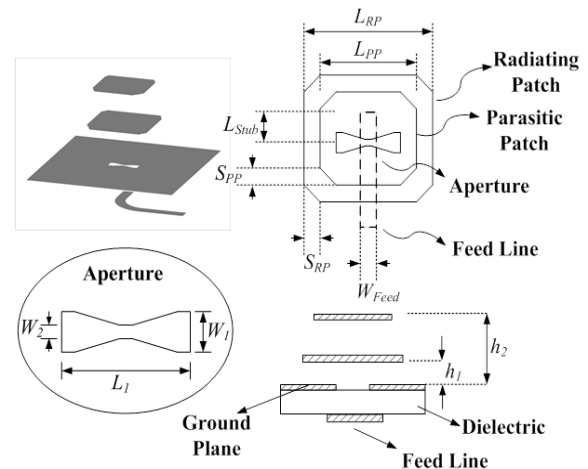 L_RP
L_PP
Radiating
Patch
L_Stub
Parasitic
Patch
S_PP
Aperture
S_RP
Feed Line
W_Feed
Aperture
W_2
W_1
L_1
h_2
h_1
Ground
Plane
Dielectric
Feed Line